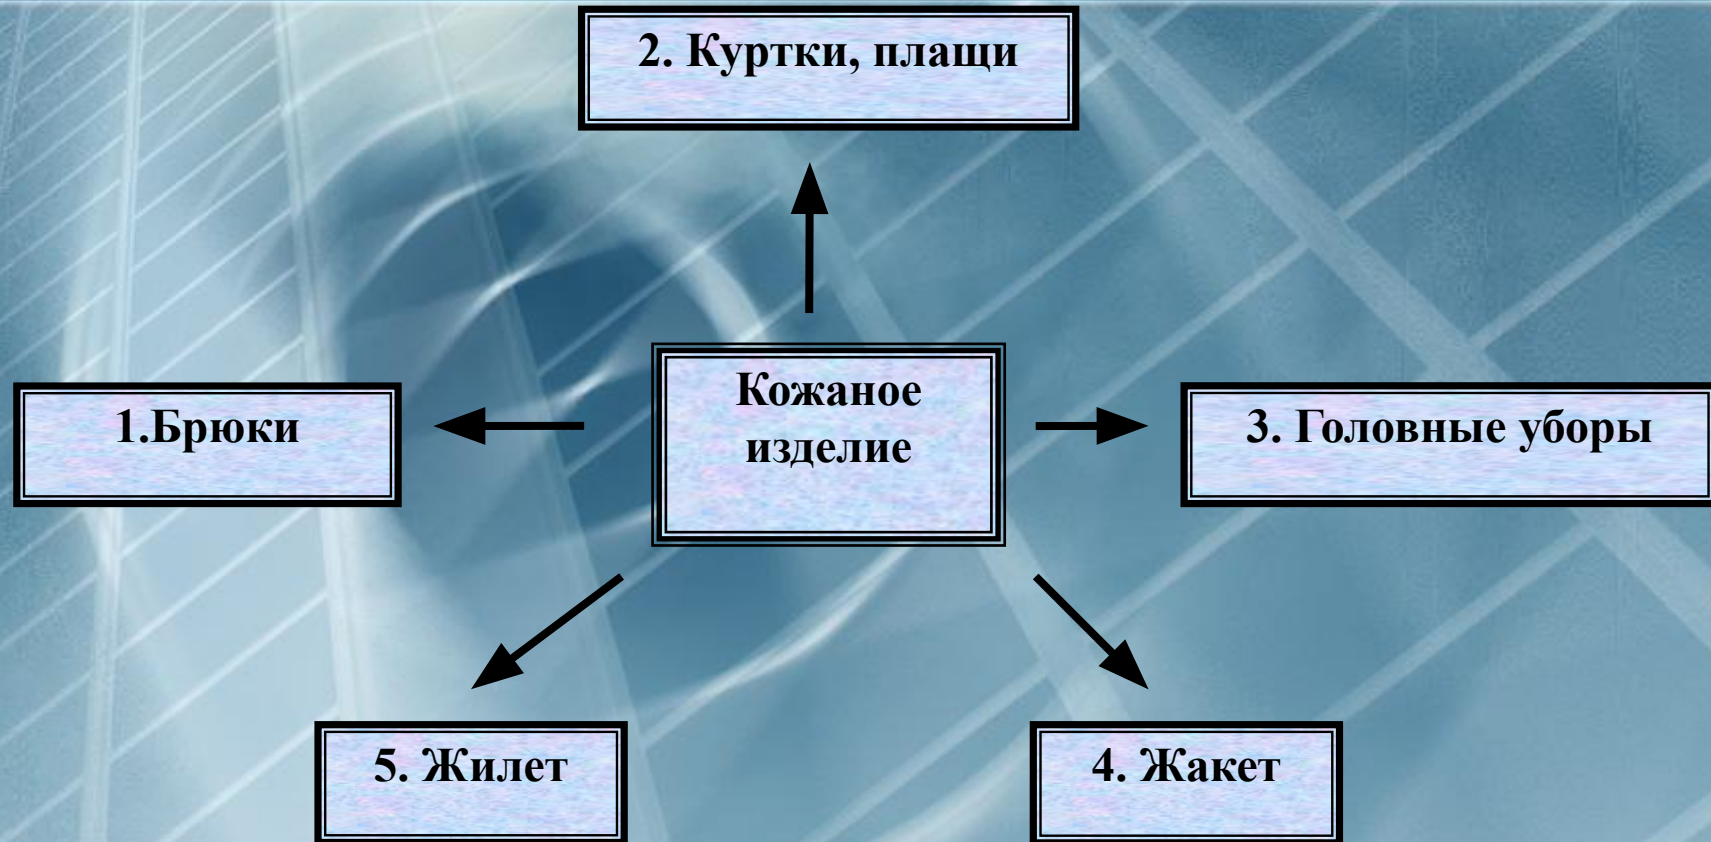 2. Куртки, плащи
Кожаное
изделие
1.Брюки
3. Головные уборы
5. Жилет
4. Жакет